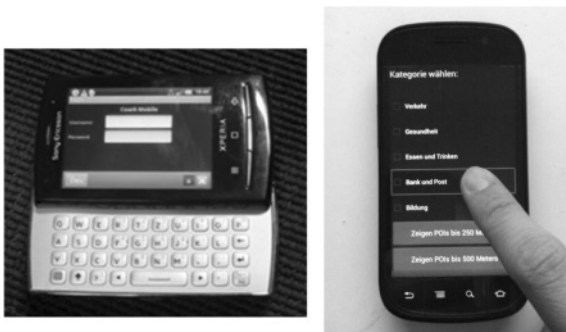 Coach Mobile
Username
Password
Sony Ericsson
XPERIA
Q W E R T Y U I O P
A S D F G H J K L
Z X C V B N M
Kategorie wählen:
Verkehr
Gesundheit
Essen und Trinken
Bank und Post
Bildung
Zeigen POIs bis 250 M
Zeigen POIs bis 500 Metern